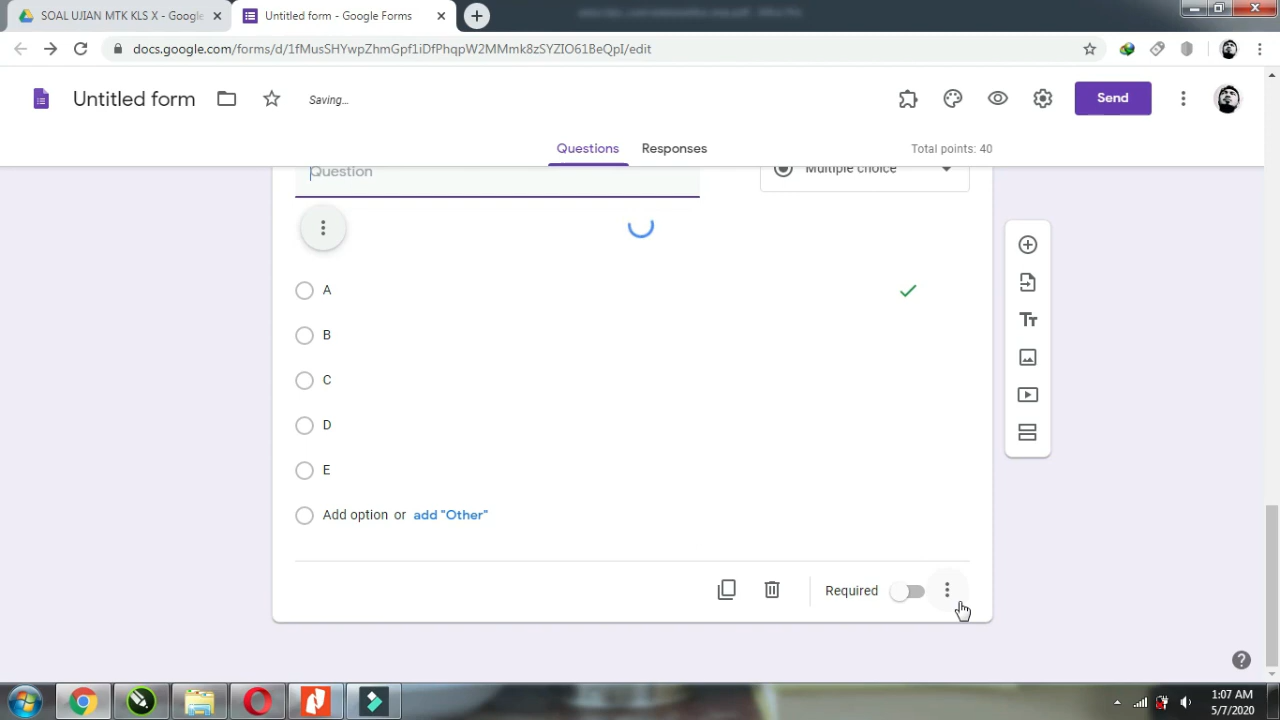 SOAL UJIAN MTK KLS X - Google
Untitled form - Google Forms
docs.google.com/forms/d/1fMusSHYwpZhmGpf1iDfPhqpW2MMmk8zSYZIO61BeQpI/edit
Untitled form
Saving...
Send
Questions
Responses
Total points: 40
Question
Multiple choice
A
B
C
D
E
Add option or add "Other"
Required
1:07 AM
5/7/2020